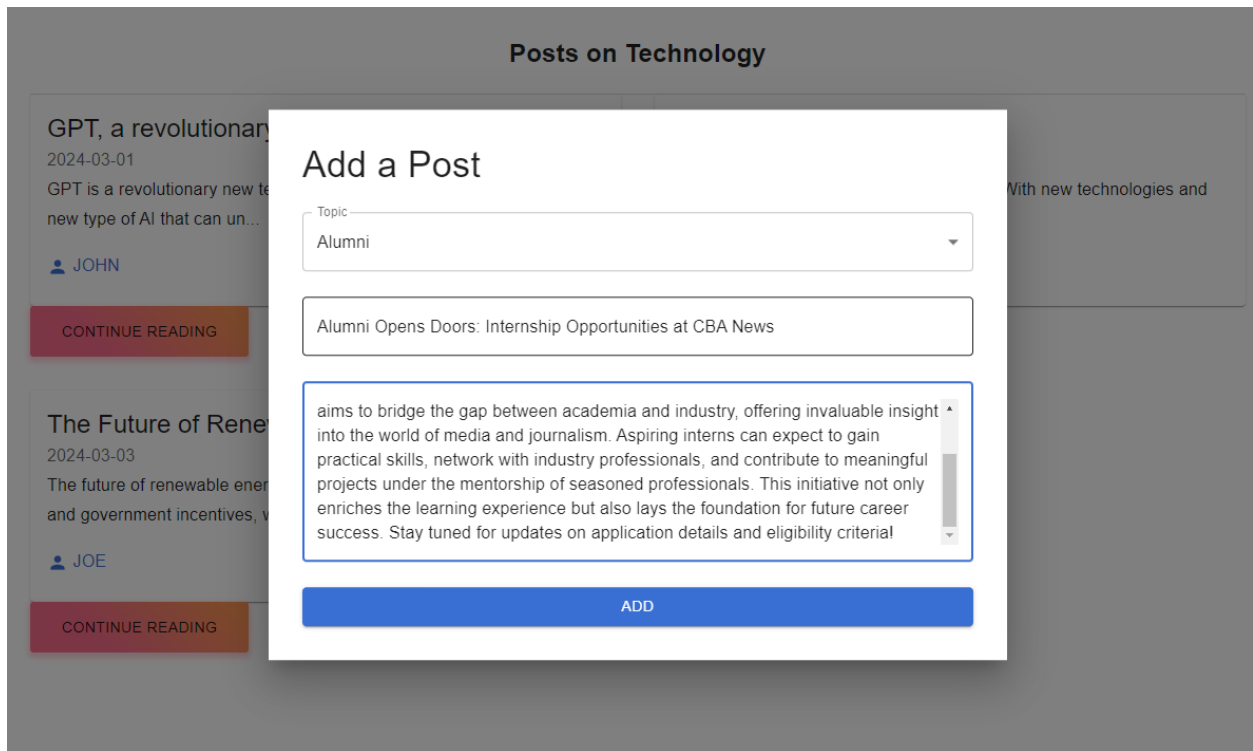 Posts on Technology
GPT, a revolutionary
2024-03-01
GPT is a revolutionary new
new type of AI that can un...
JOHN
CONTINUE READING
With new technologies and
The Future of
2024-03-03
The future of renewable
and government incentives,
JOE
CONTINUE READING
Add a Post
Topic
Alumni
Alumni Opens Doors: Internship Opportunities at CBA News
aims to bridge the gap between academia and industry, offering invaluable insight
into the world of media and journalism. Aspiring interns can expect to gain
practical skills, network with industry professionals, and contribute to meaningful
projects under the mentorship of seasoned professionals. This initiative not only
enriches the learning experience but also lays the foundation for future career
success. Stay tuned for updates on application details and eligibility criteria!
ADD